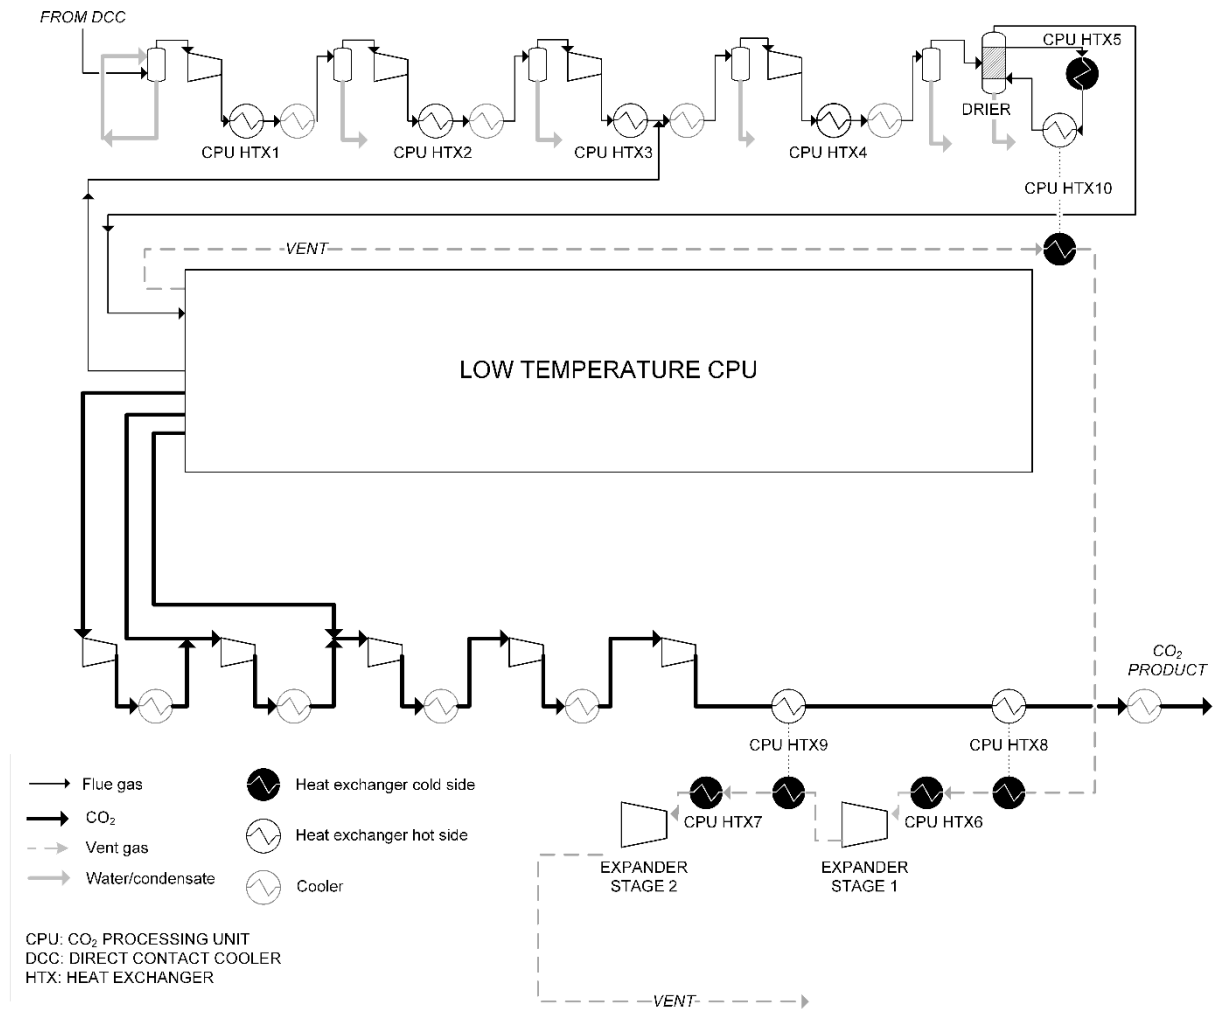 FROM DCC
CPU HTX5
DRIER
CPU HTX1
CPU HTX2
CPU HTX3
CPU HTX4
CPU HTX10
VENT
LOW TEMPERATURE CPU
CO₂
PRODUCT
CPU HTX9
CPU HTX8
CPU HTX7
CPU HTX6
EXPANDER
STAGE 2
EXPANDER
STAGE 1
Flue gas
CO₂
Vent gas
Water/condensate
Heat exchanger cold side
Heat exchanger hot side
Cooler
CPU: CO₂ PROCESSING UNIT
DCC: DIRECT CONTACT COOLER
HTX: HEAT EXCHANGER
VENT